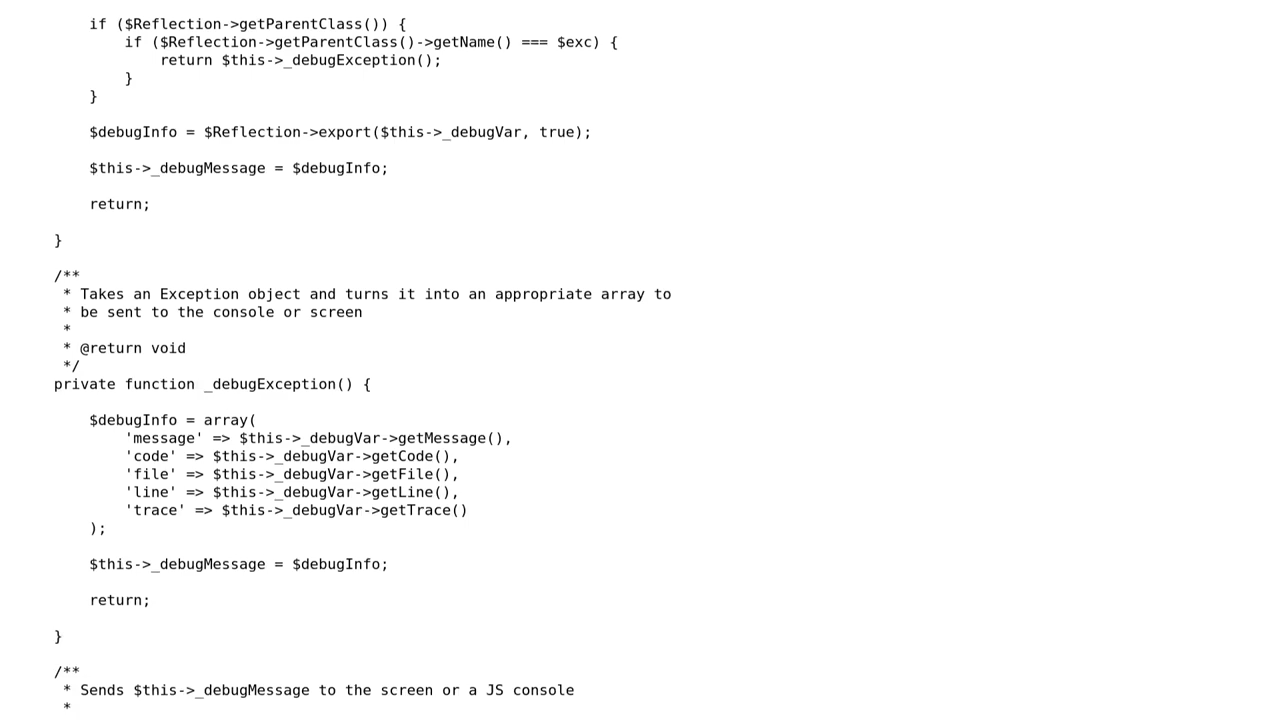 if ($Reflection->getParentClass()) {
if ($Reflection->getParentClass()->getName() === $exc) {
return $this->_debugException();
}
}
$debugInfo = $Reflection->export($this->_debugVar, true);
$this->_debugMessage = $debugInfo;
return;
}
/**
* Takes an Exception object and turns it into an appropriate array to
* be sent to the console or screen
*
* @return void
*/
private function _debugException() {
$debugInfo = array(
'message' => $this->_debugVar->getMessage(),
'code' => $this->_debugVar->getCode(),
'file' => $this->_debugVar->getFile(),
'line' => $this->_debugVar->getLine(),
'trace' => $this->_debugVar->getTrace()
);
$this->_debugMessage = $debugInfo;
return;
}
/**
* Sends $this->_debugMessage to the screen or a JS console
*